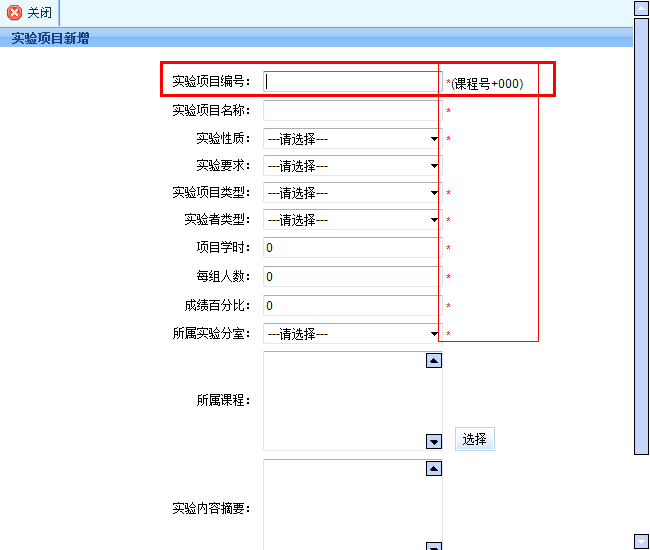 关闭
实验项目新增
实验项目编号： *(课程号+000)
实验项目名称： *
实验性质： ---请选择--- *
实验要求： ---请选择---
实验项目类型： ---请选择--- *
实验者类型： ---请选择--- *
项目学时： 0 *
每组人数： 0 *
成绩百分比： 0 *
所属实验分室： ---请选择--- *
所属课程： 选择
实验内容摘要：